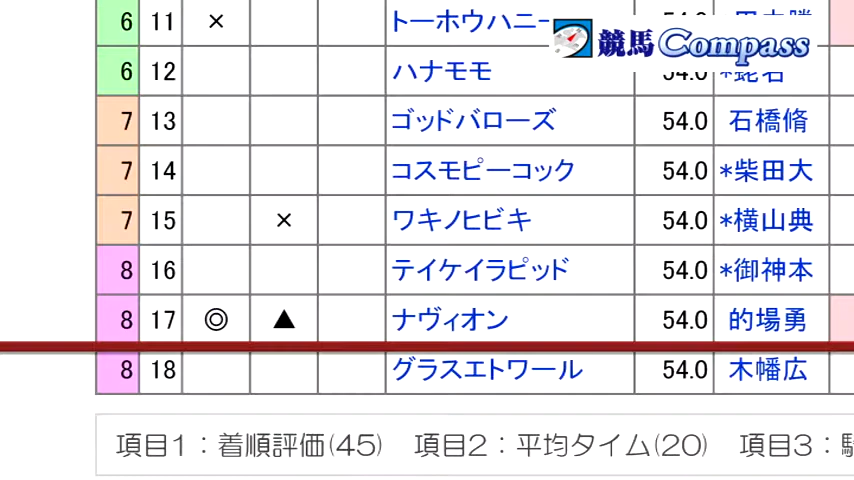 6 11 × トーホウハニー
競馬Compass
6 12 ハナモモ 54.0 *蛯名
7 13 ゴッドバローズ 54.0 石橋脩
7 14 コスモピーコック 54.0 *柴田大
7 15 × ワキノヒビキ 54.0 *横山典
8 16 テイケイラピッド 54.0 *御神本
8 17 ◎ ▲ ナヴィオン 54.0 的場勇
8 18 グラスエトワール 54.0 木幡広
項目1:着順評価(45) 項目2:平均タイム(20) 項目3: